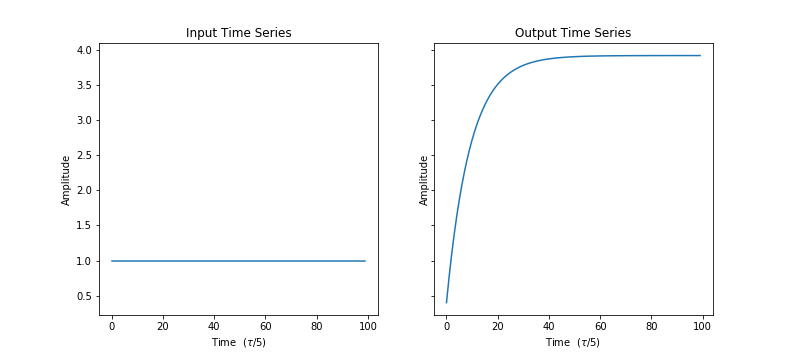 Input Time Series
Output Time Series
4.0
3.5
3.0
2.5
2.0
1.5
1.0
0.5
Amplitude
Amplitude
0 20 40 60 80 100
0 20 40 60 80 100
Time (τ/5)
Time (τ/5)